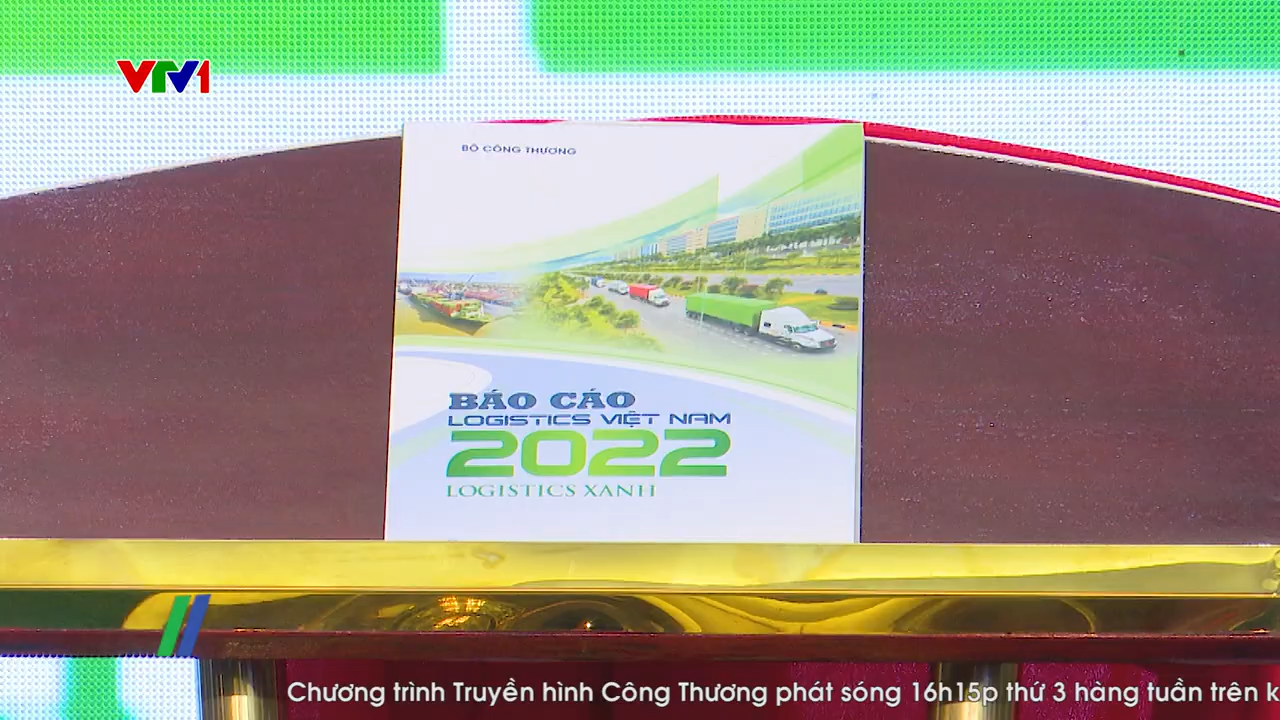 VTV1
BỘ CÔNG THƯƠNG
BÁO CÁO
LOGISTICS VIỆT NAM
2022
LOGISTICS XANH
Chương trình Truyền hình Công Thương phát sóng 16h15p thứ 3 hàng tuần trên k